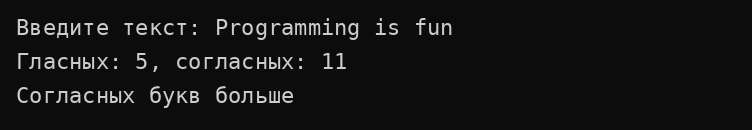 Введите текст: Programming is fun
Гласных: 5, согласных: 11
Согласных букв больше